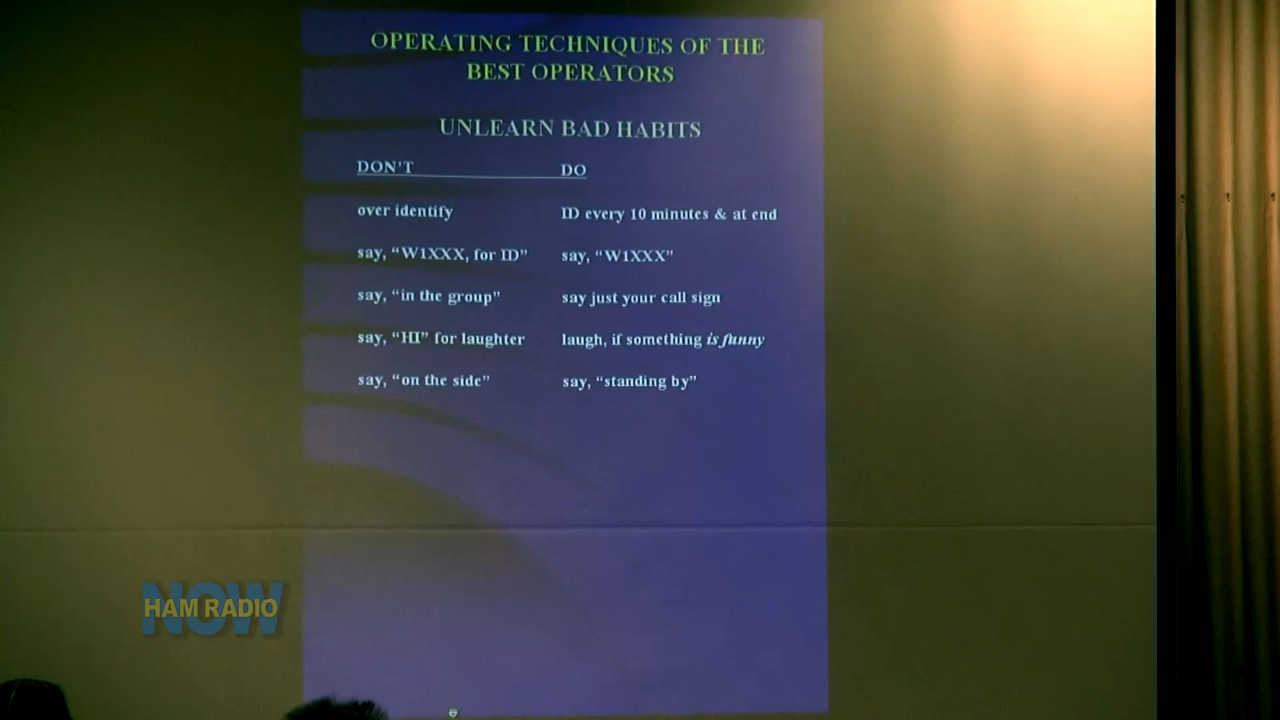 OPERATING TECHNIQUES OF THE
BEST OPERATORS
UNLEARN BAD HABITS
DON'T DO
over identify ID every 10 minutes & at end
say, “W1XXX, for ID” say, “W1XXX”
say, “in the group” say just your call sign
say, “HI” for laughter laugh, if something is funny
say, “on the side” say, “standing by”
NOW
HAM RADIO